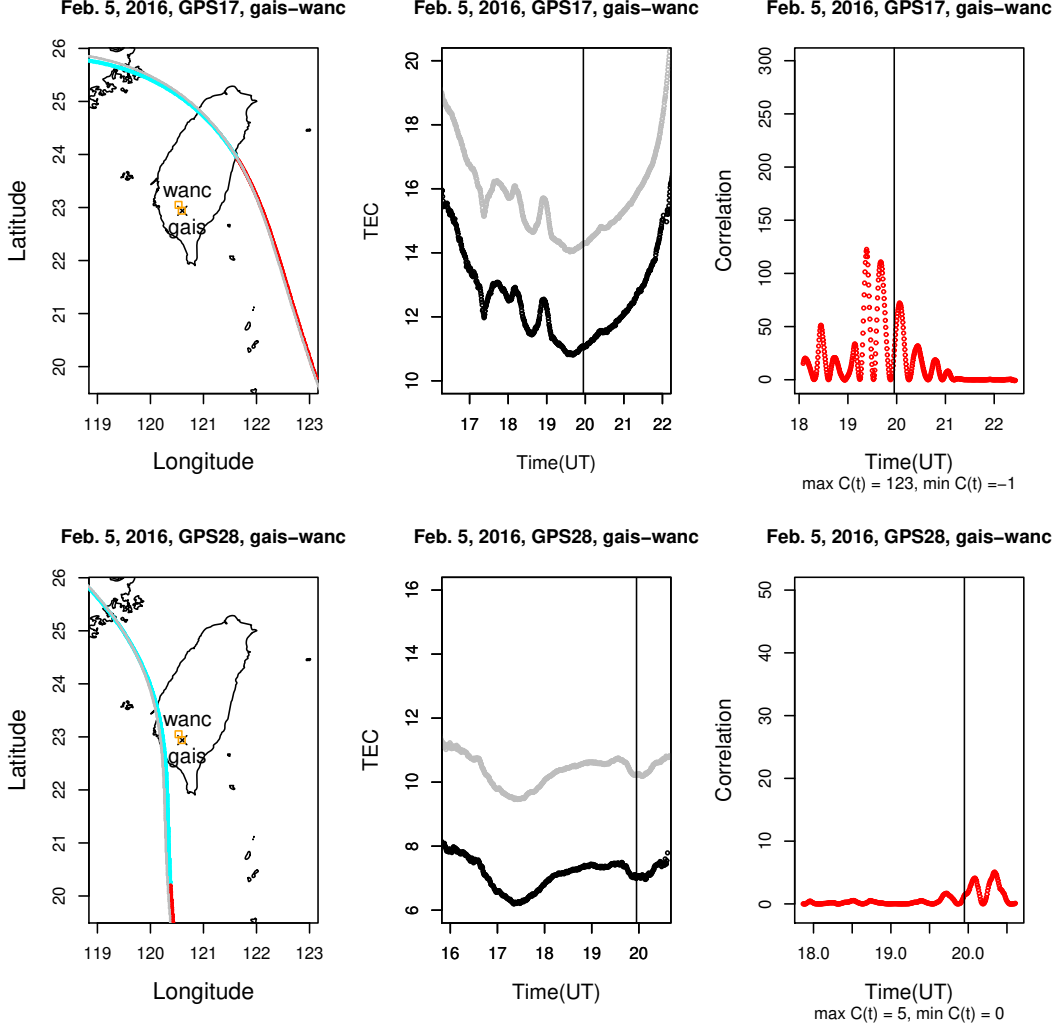 Feb. 5, 2016, GPS17, gais−wanc
Latitude
26
25
24
23
22
21
20
wanc
gais
119 120 121 122 123
Longitude
Feb. 5, 2016, GPS17, gais−wanc
TEC
20
18
16
14
12
10
17 18 19 20 21 22
Time(UT)
Feb. 5, 2016, GPS17, gais−wanc
Correlation
300
250
200
150
100
50
0
18 19 20 21 22
Time(UT)
max C(t) = 123, min C(t) =−1
Feb. 5, 2016, GPS28, gais−wanc
Latitude
26
25
24
23
22
21
20
wanc
gais
119 120 121 122 123
Longitude
Feb. 5, 2016, GPS28, gais−wanc
TEC
16
14
12
10
8
6
16 17 18 19 20
Time(UT)
Feb. 5, 2016, GPS28, gais−wanc
Correlation
50
40
30
20
10
0
18.0 19.0 20.0
Time(UT)
max C(t) = 5, min C(t) = 0